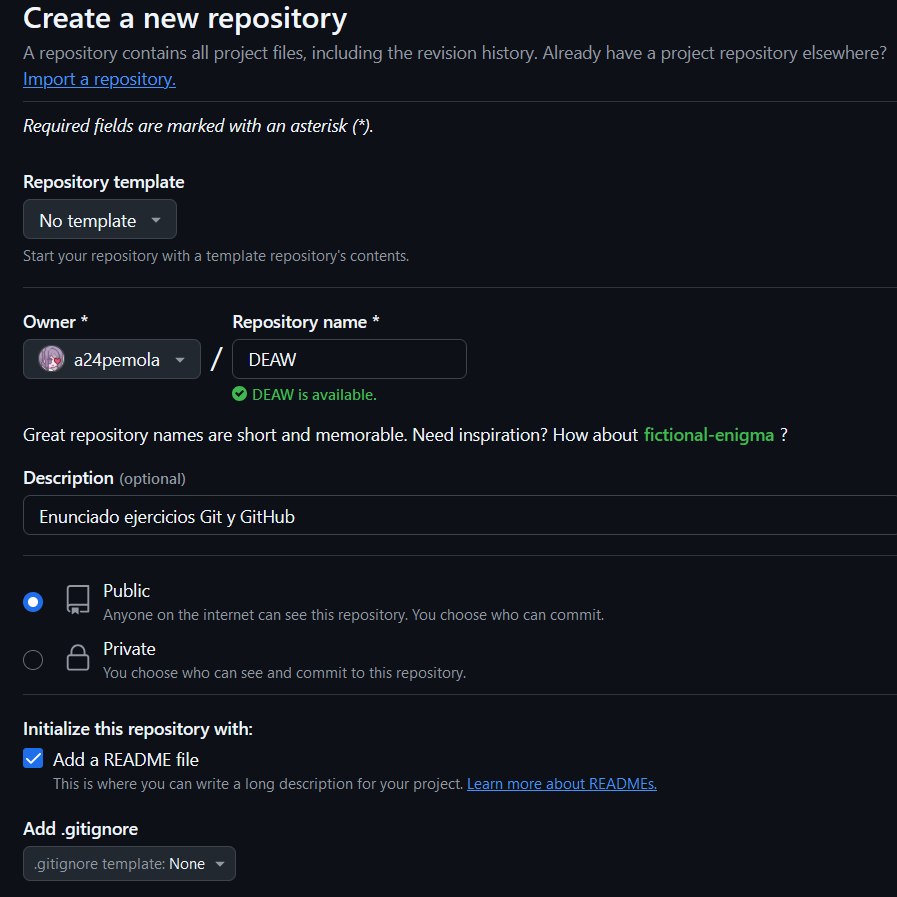 Create a new repository
A repository contains all project files, including the revision history. Already have a project repository elsewhere?
Import a repository.
Required fields are marked with an asterisk (*).
Repository template
No template
Start your repository with a template repository's contents.
Owner *
Repository name *
a24pemola
/
DEAW
DEAW is available.
Great repository names are short and memorable. Need inspiration? How about fictional-enigma ?
Description (optional)
Enunciado ejercicios Git y GitHub
Public
Anyone on the internet can see this repository. You choose who can commit.
Private
You choose who can see and commit to this repository.
Initialize this repository with:
Add a README file
This is where you can write a long description for your project. Learn more about READMEs.
Add .gitignore
.gitignore template: None